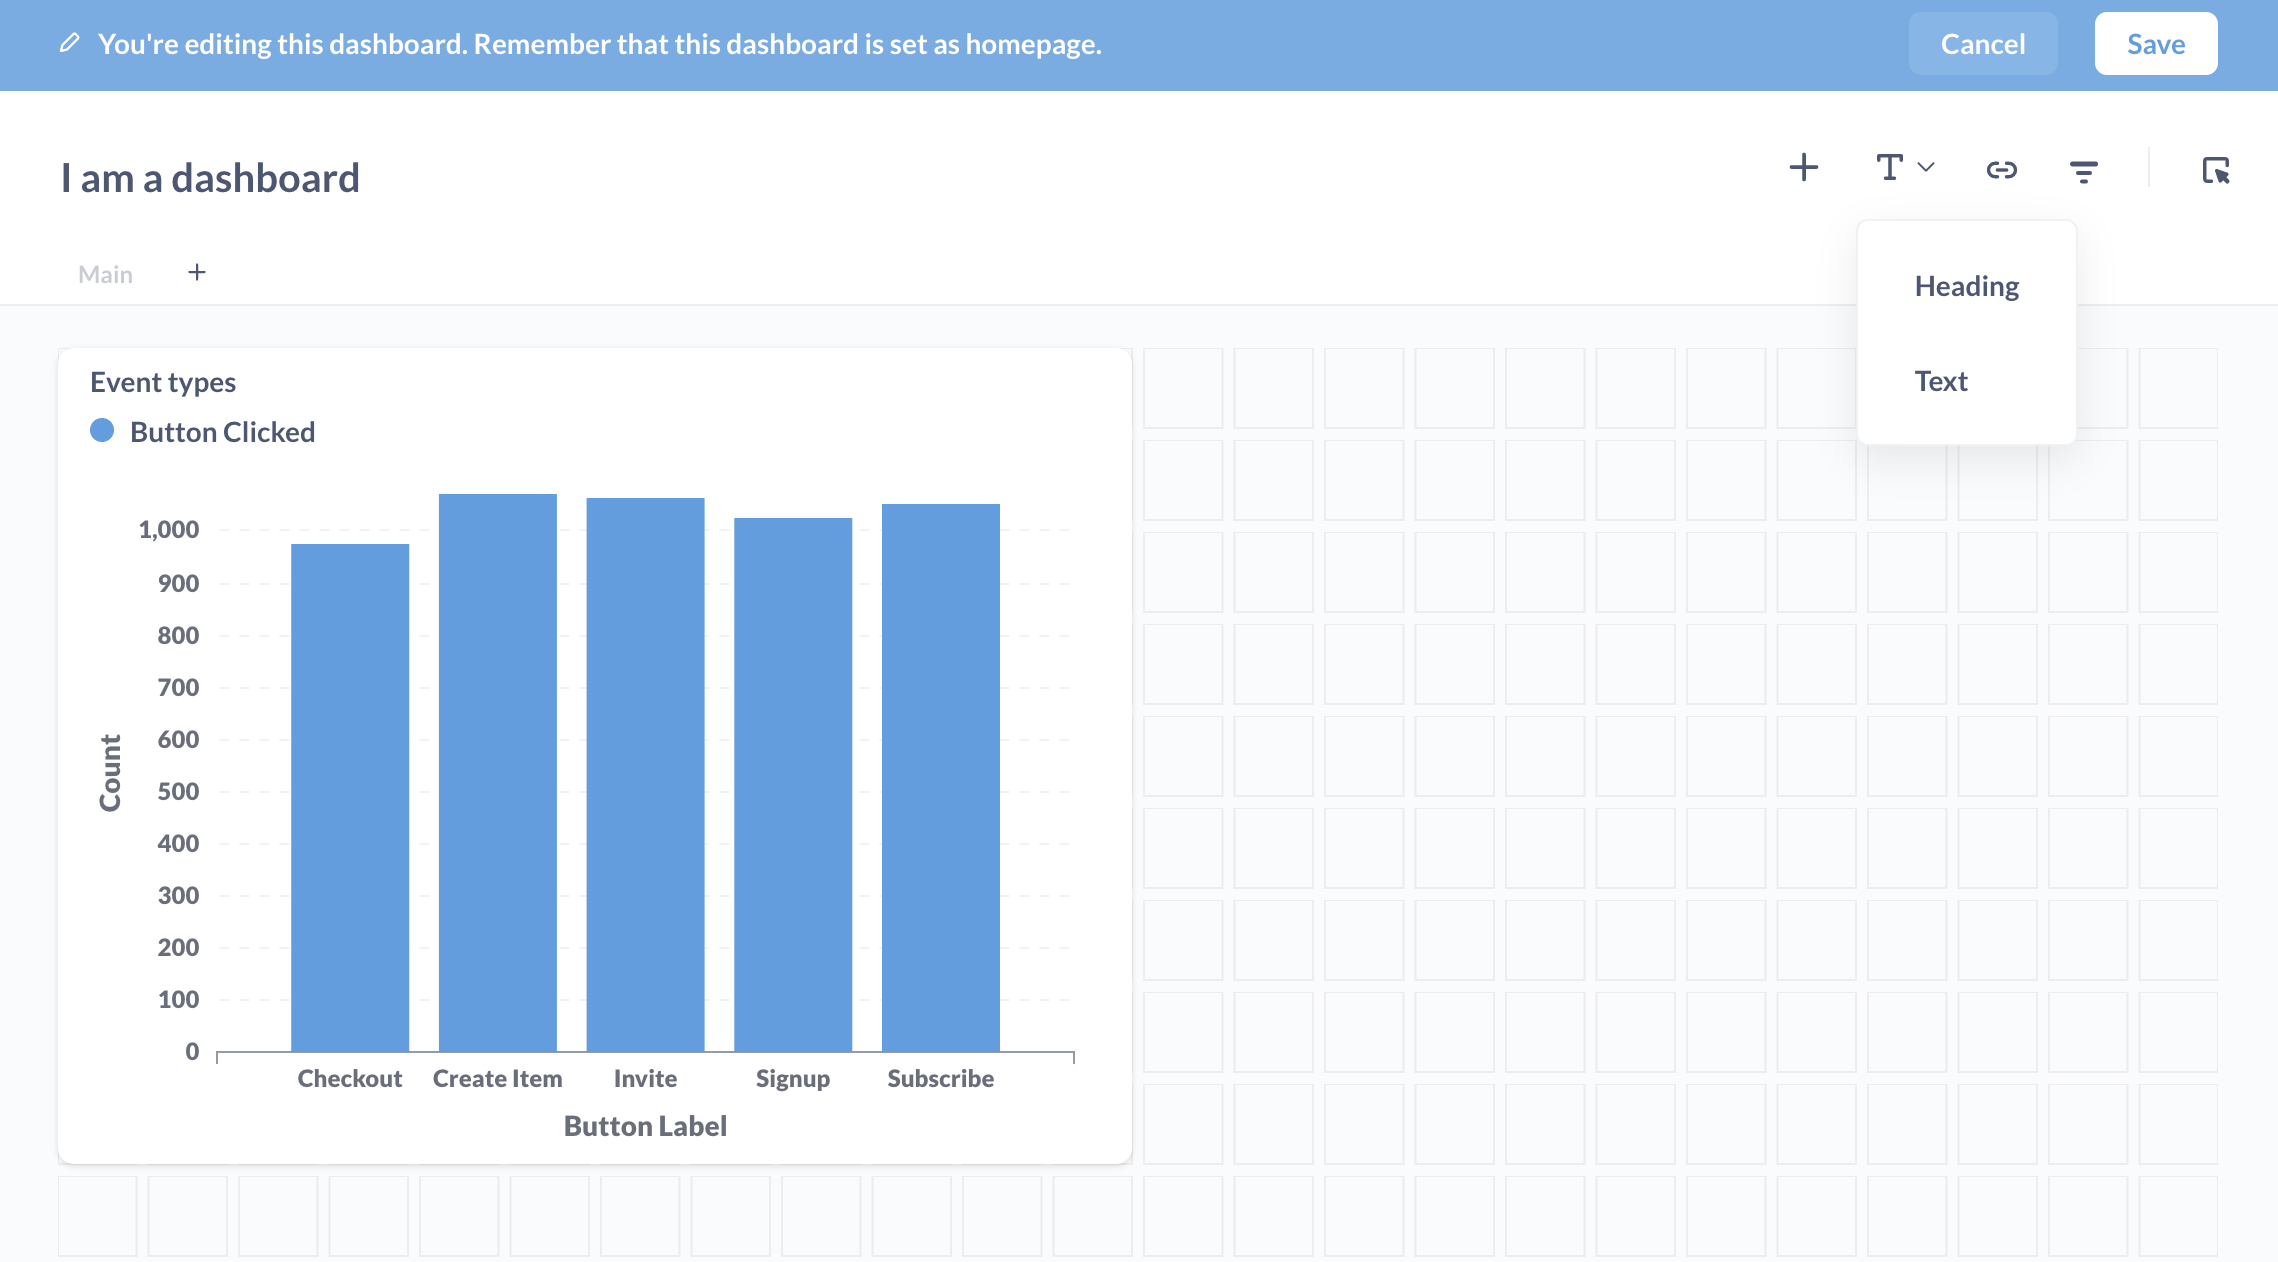 You're editing this dashboard. Remember that this dashboard is set as homepage.
Cancel
Save
I am a dashboard
Main
Heading
Text
Event types
Button Clicked
1,000
900
800
700
600
500
400
300
200
100
0
Count
Checkout
Create Item
Invite
Signup
Subscribe
Button Label